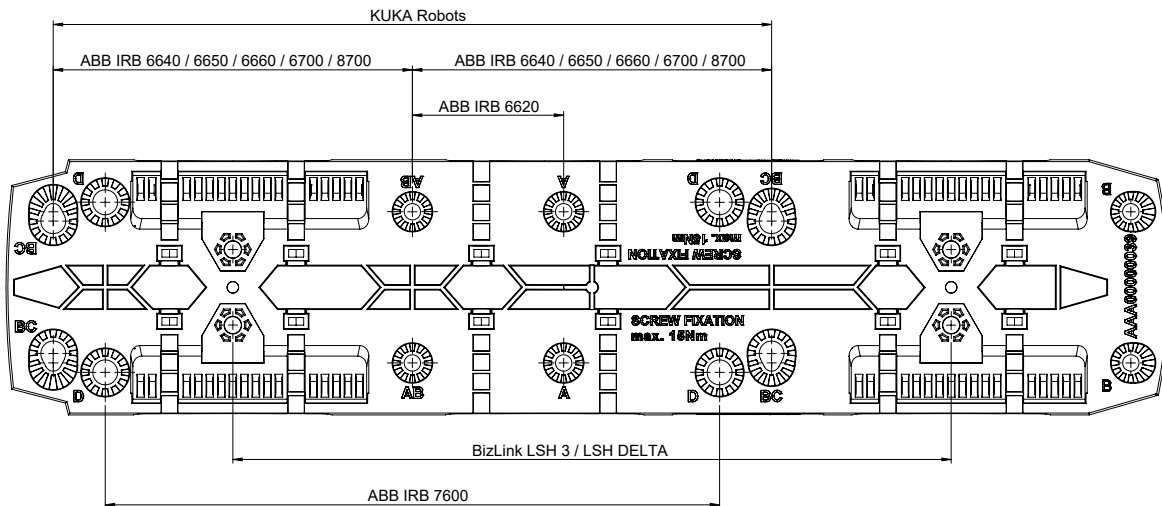 KUKA Robots
ABB IRB 6640 / 6650 / 6660 / 6700 / 8700
ABB IRB 6640 / 6650 / 6660 / 6700 / 8700
ABB IRB 6620
D
AB
A
D
BC
B
BC
SCREW FIXATION
max. 15Nm
BC
SCREW FIXATION
max. 15Nm
D
AB
A
D
BC
B
BizLink LSH 3 / LSH DELTA
ABB IRB 7600